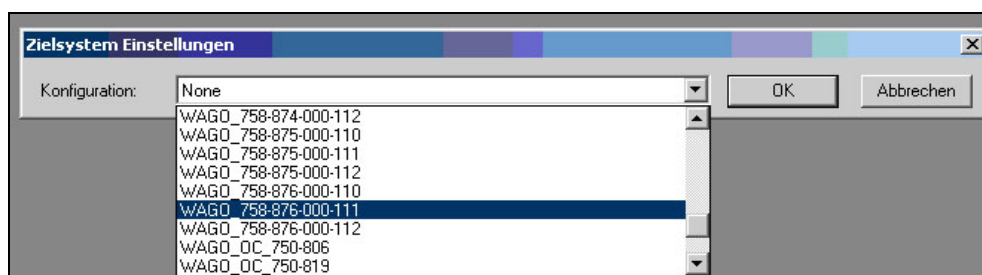 Zielsystem Einstellungen
Konfiguration:
None
OK
Abbrechen
WAGO_758-874-000-112
WAGO_758-875-000-110
WAGO_758-875-000-111
WAGO_758-875-000-112
WAGO_758-876-000-110
WAGO_758-876-000-111
WAGO_758-876-000-112
WAGO_OC_750-806
WAGO_OC_750-819